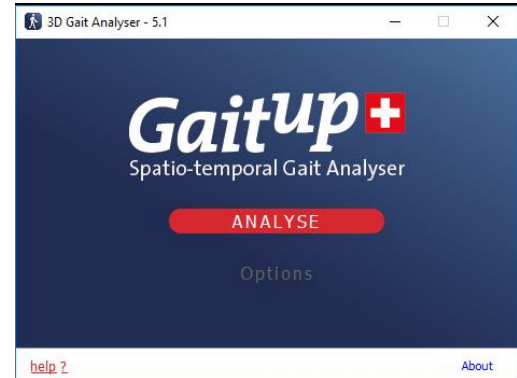 3D Gait Analyser - 5.1
Gaitup
Spatio-temporal Gait Analyser
ANALYSE
Options
help ?
About